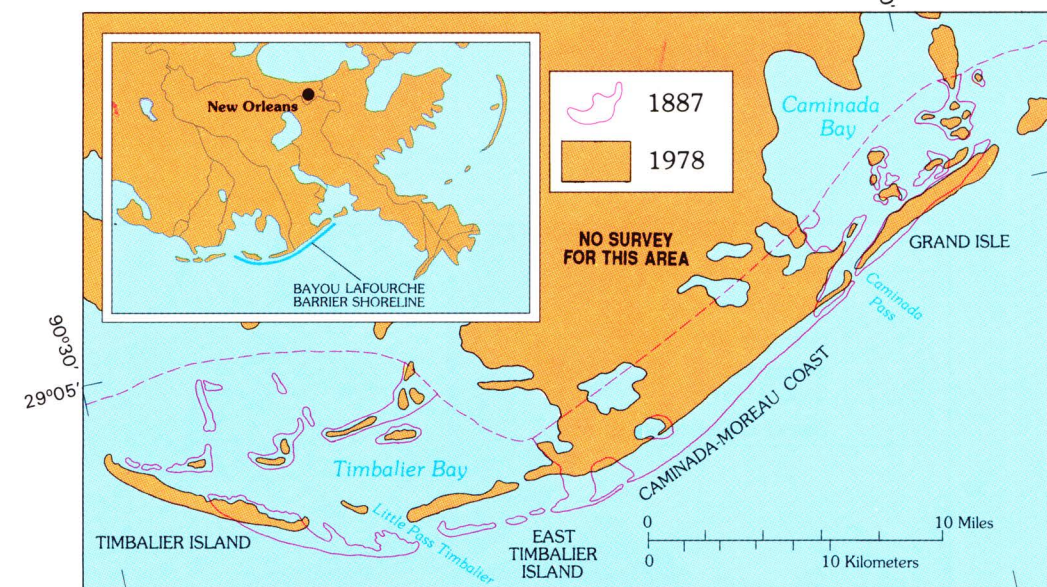 0'
New Orleans
BAYOU LAFOURCHE
BARRIER SHORELINE
1887
1978
Caminada
Bay
NO SURVEY
FOR THIS AREA
GRAND ISLE
Caminada
Pass
90°30'
29°05'
CAMINADA-MOREAU COAST
Timbalier Bay
Little Pass Timbalier
TIMBALIER ISLAND
EAST
TIMBALIER
ISLAND
0 10 Miles
0 10 Kilometers